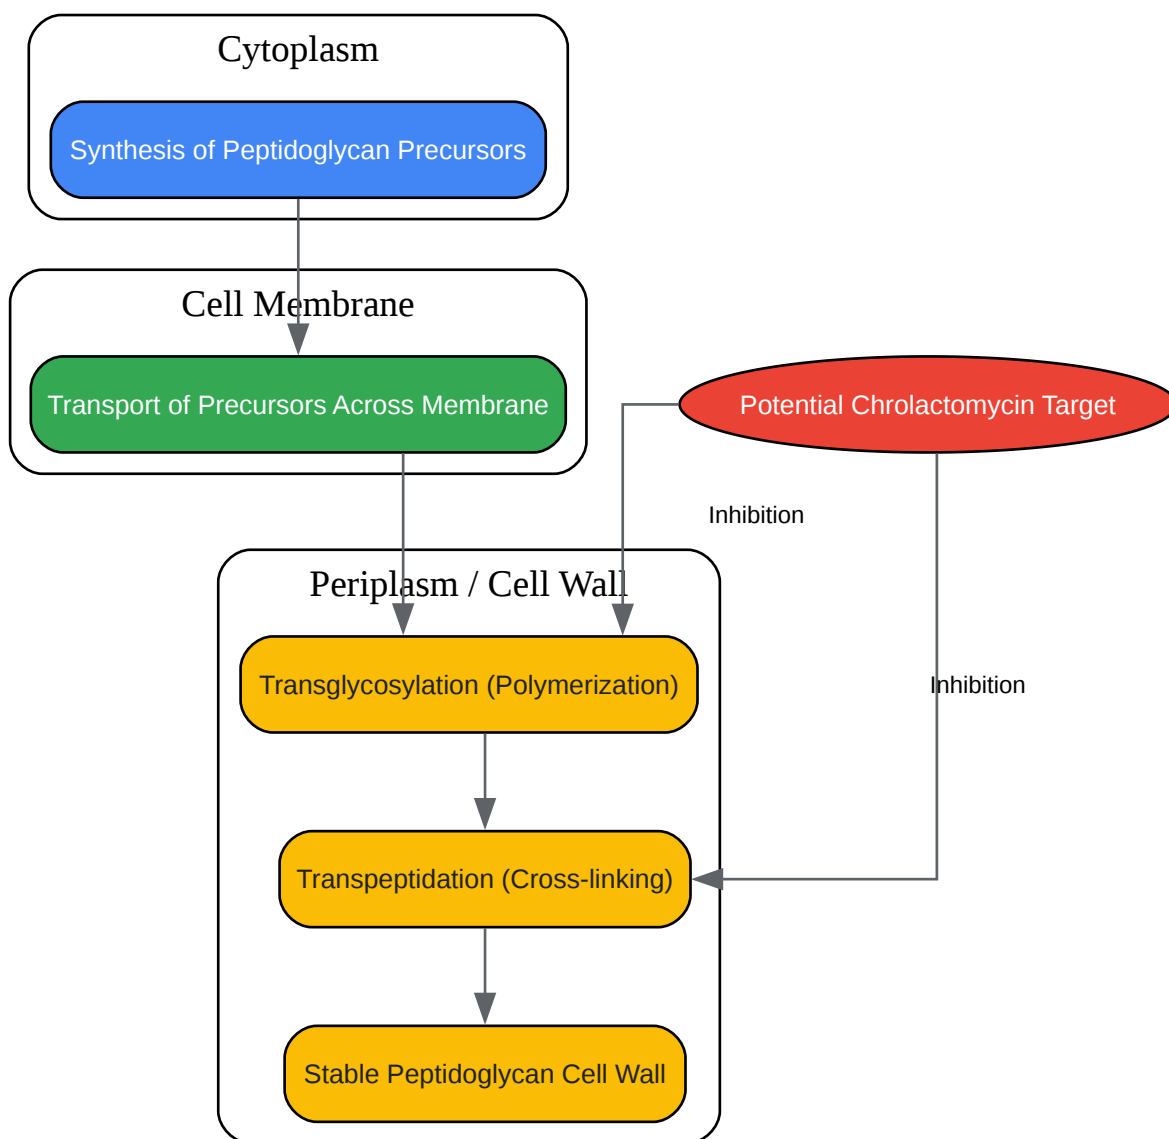 Cytoplasm
Synthesis of Peptidoglycan Precursors
Cell Membrane
Transport of Precursors Across Membrane
Potential Chrolactomycin Target
Inhibition
Periplasm / Cell Wall
Transglycosylation (Polymerization)
Inhibition
Transpeptidation (Cross-linking)
Stable Peptidoglycan Cell Wall